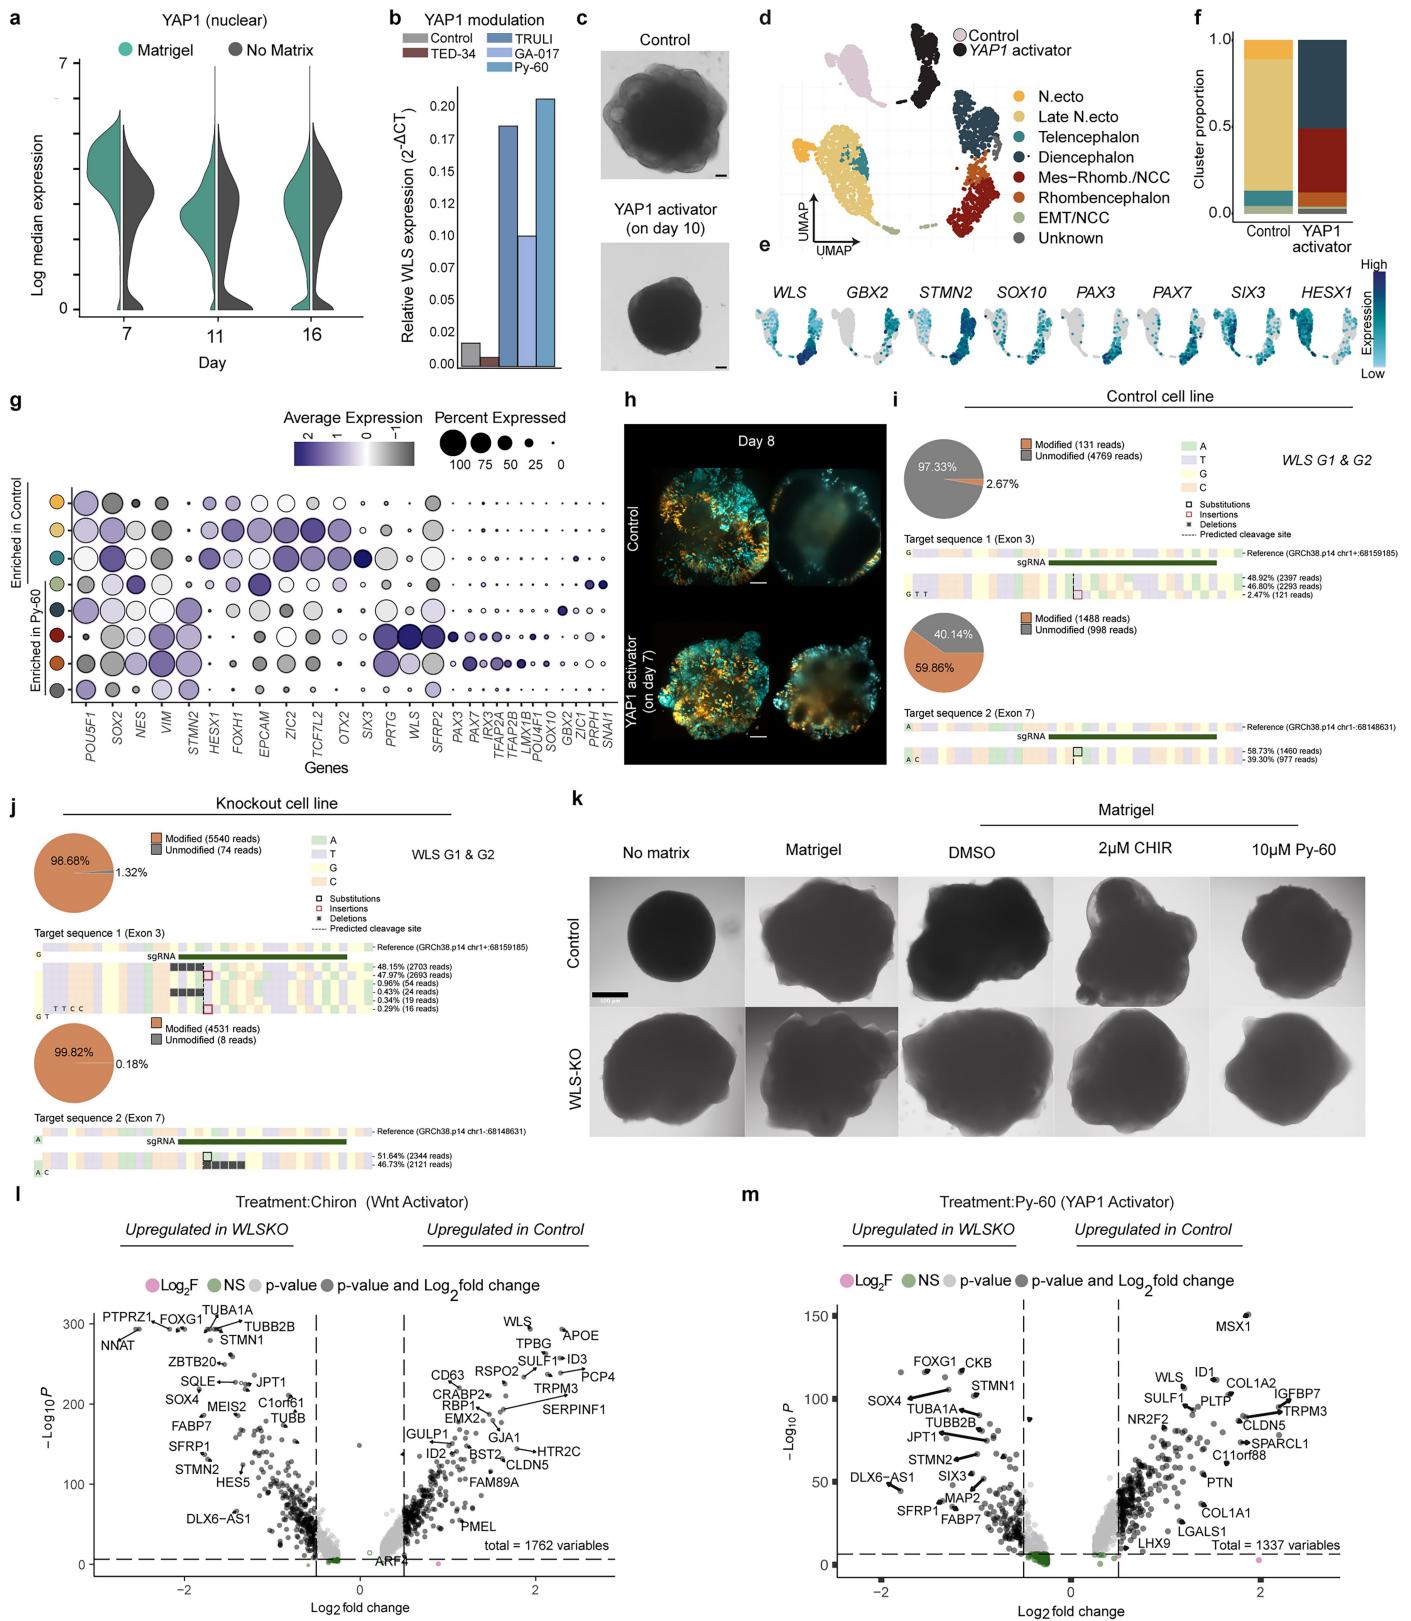 a
YAP1 (nuclear)
Matrigel
No Matrix
Log median expression
7
0
7
11
16
Day
b
YAP1 modulation
Control
TED-34
TRULI
GA-017
Py-60
Relative WLS expression (2-ΔCT)
0.20
0.17
0.15
0.12
0.10
0.07
0.05
0.02
0.00
c
Control
YAP1 activator
(on day 10)
d
Control
YAP1 activator
N.ecto
Late N.ecto
Telencephalon
Diencephalon
Mes-Rhomb./NCC
Rhombencephalon
EMT/NCC
Unknown
UMAP
UMAP
e
WLS
GBX2
STMN2
SOX10
PAX3
PAX7
SIX3
HESX1
High
Expression
Low
f
Cluster proportion
1.0
0.5
0.0
Control
YAP1
activator
g
Average Expression
2
1
0
−1
Percent Expressed
100
75
50
25
0
Enriched in Control
Enriched in Py-60
POU5F1
SOX2
NES
VIM
STMN2
HESX1
FOXH1
EPCAM
ZIC2
TCF7L2
OTX2
SIX3
PRTG
WLS
SFRP2
PAX3
PAX7
IRX3
TFAP2A
TFAP2B
LMX1B
POU4F1
SOX10
GBX2
ZIC1
PRPH
SNAI1
Genes
h
Day 8
Control
YAP1 activator
(on day 7)
i
Control cell line
97.33%
2.67%
Modified (131 reads)
Unmodified (4769 reads)
A
T
G
C
Substitutions
Insertions
Deletions
Predicted cleavage site
WLS G1 & G2
Target sequence 1 (Exon 3)
G
Reference (GRCh38.p14 chr1+:68159185)
sgRNA
48.92% (2397 reads)
46.80% (2293 reads)
G T T
2.47% (121 reads)
40.14%
59.86%
Modified (1488 reads)
Unmodified (998 reads)
Target sequence 2 (Exon 7)
A
Reference (GRCh38.p14 chr1-:68148631)
sgRNA
58.73% (1460 reads)
A C
39.30% (977 reads)
j
Knockout cell line
98.68%
1.32%
Modified (5540 reads)
Unmodified (74 reads)
A
T
G
C
Substitutions
Insertions
Deletions
Predicted cleavage site
WLS G1 & G2
Target sequence 1 (Exon 3)
G
Reference (GRCh38.p14 chr1+:68159185)
sgRNA
48.15% (2703 reads)
47.97% (2693 reads)
0.96% (54 reads)
0.43% (24 reads)
0.34% (19 reads)
T T C C
0.29% (16 reads)
G T
99.82%
0.18%
Modified (4531 reads)
Unmodified (8 reads)
Target sequence 2 (Exon 7)
A
Reference (GRCh38.p14 chr1-:68148631)
sgRNA
51.64% (2344 reads)
46.73% (2121 reads)
A C
k
Matrigel
No matrix
Matrigel
DMSO
2µM CHIR
10µM Py-60
Control
WLS-KO
l
Treatment:Chiron (Wnt Activator)
Upregulated in WLSKO
Upregulated in Control
Log2F
NS
p-value
p-value and Log2 fold change
−Log10 P
300
200
100
0
−2
0
2
Log2 fold change
PTPRZ1
FOXG1
TUBA1A
TUBB2B
NNAT
STMN1
ZBTB20
SQLE
JPT1
SOX4
MEIS2
C1orf61
FABP7
TUBB
SFRP1
STMN2
HES5
DLX6−AS1
WLS
APOE
TPBG
SULF1
ID3
PCP4
CD63
RSPO2
TRPM3
CRABP2
RBP1
SERPINF1
EMX2
GJA1
GULP1
ID2
BST2
HTR2C
CLDN5
FAM89A
PMEL
ARF4
total = 1762 variables
m
Treatment:Py-60 (YAP1 Activator)
Upregulated in WLSKO
Upregulated in Control
Log2F
NS
p-value
p-value and Log2 fold change
−Log10 P
150
100
50
0
−2
0
2
Log2 fold change
FOXG1
CKB
SOX4
STMN1
TUBA1A
TUBB2B
JPT1
STMN2
DLX6−AS1
SIX3
MAP2
SFRP1
FABP7
MSX1
WLS
ID1
COL1A2
SULF1
PLTP
IGFBP7
TRPM3
NR2F2
CLDN5
SPARCL1
C11orf88
PTN
COL1A1
LGALS1
LHX9
Total = 1337 variables